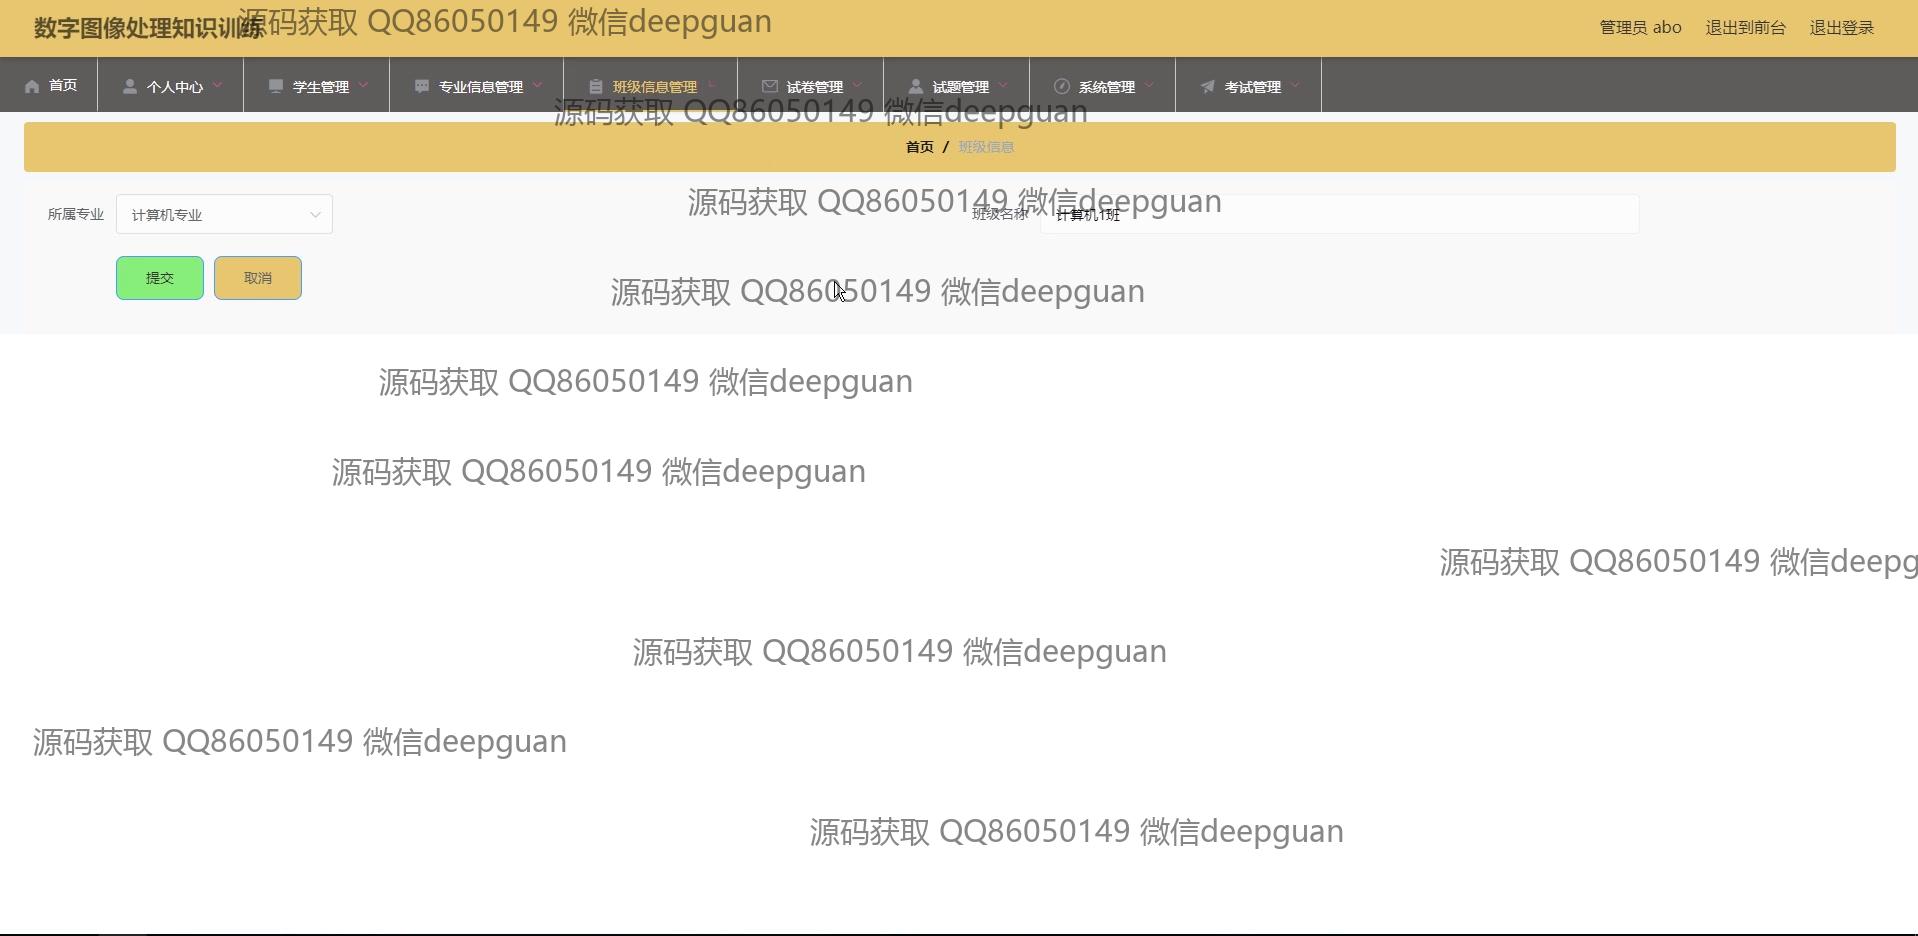 数字图像处理知识训练
源码获取 QQ86050149 微信deepguan
管理员 abo 退出到前台 退出登录
首页 个人中心 学生管理 专业信息管理 班级信息管理 试卷管理 试题管理 系统管理 考试管理
源码获取 QQ86050149 微信deepguan
首页 / 班级信息
源码获取 QQ86050149 微信deepguan
所属专业 计算机专业 班级名称 计算机1班
提交 取消
源码获取 QQ86050149 微信deepguan
源码获取 QQ86050149 微信deepguan
源码获取 QQ86050149 微信deepguan
源码获取 QQ86050149 微信deepg
源码获取 QQ86050149 微信deepguan
源码获取 QQ86050149 微信deepguan
源码获取 QQ86050149 微信deepguan